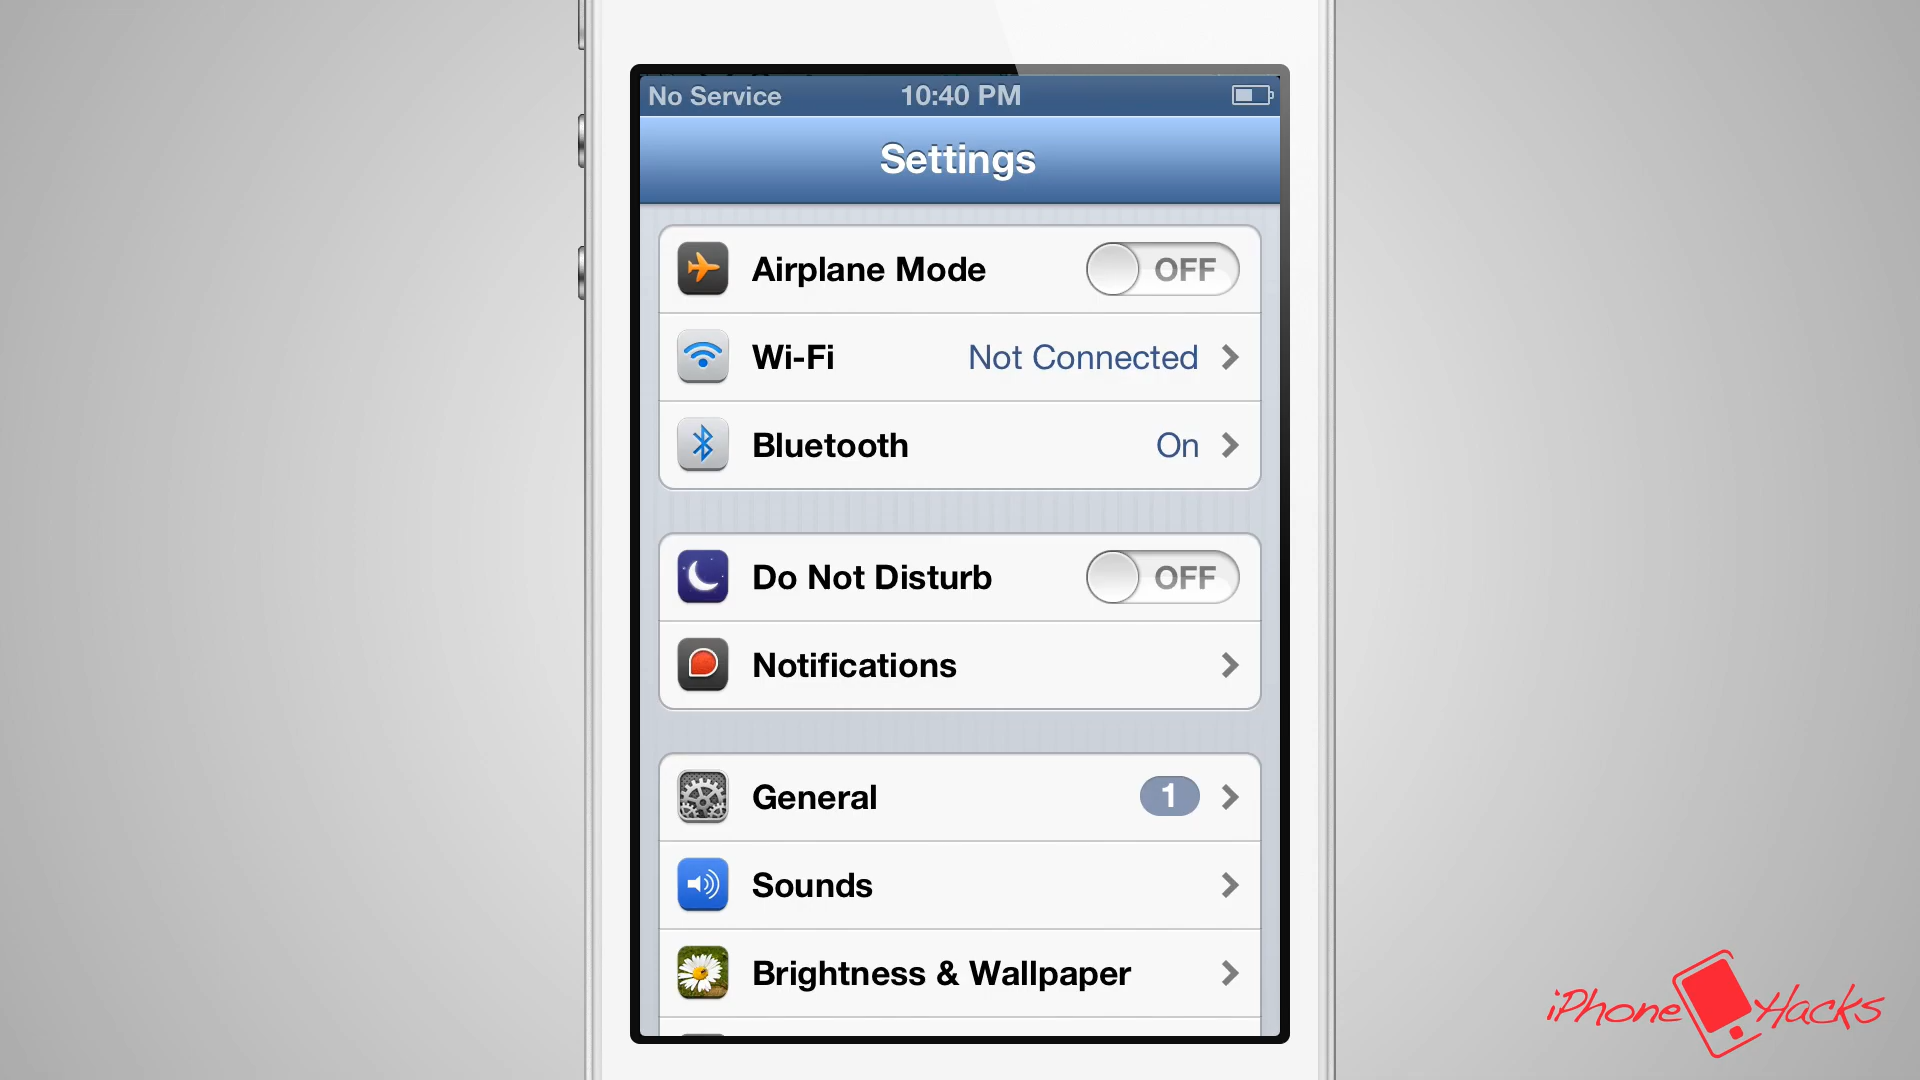 No Service 10:40 PM
Settings
Airplane Mode OFF
Wi-Fi Not Connected
Bluetooth On
Do Not Disturb OFF
Notifications
General 1
Sounds
Brightness & Wallpaper
iPhone Hacks